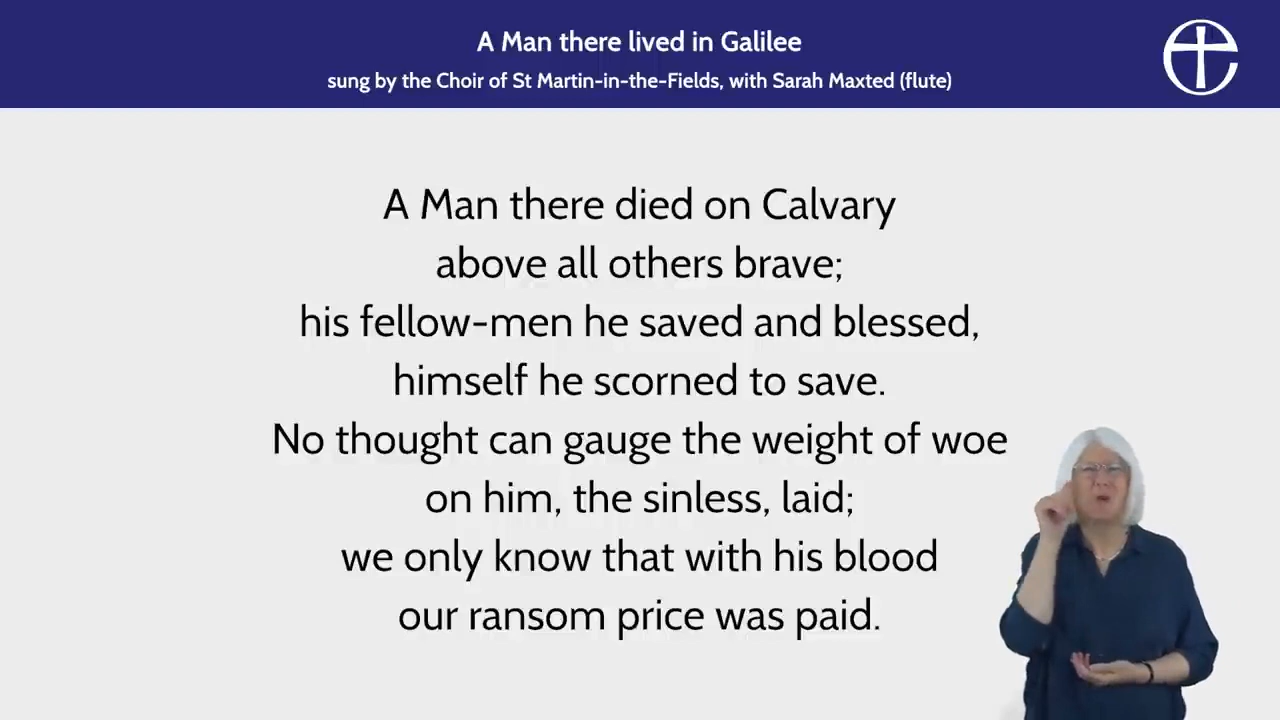 A Man there lived in Galilee
sung by the Choir of St Martin-in-the-Fields, with Sarah Maxted (flute)
A Man there died on Calvary
above all others brave;
his fellow-men he saved and blessed,
himself he scorned to save.
No thought can gauge the weight of woe
on him, the sinless, laid;
we only know that with his blood
our ransom price was paid.